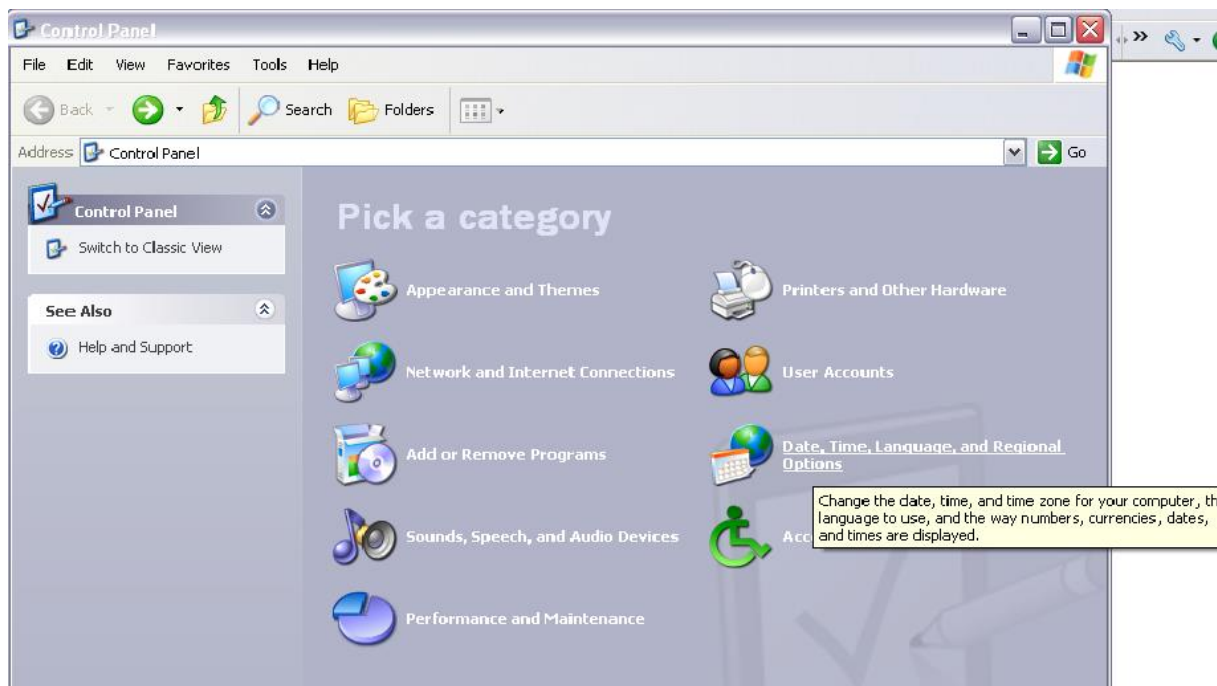 Control Panel
File Edit View Favorites Tools Help
Back Search Folders
Address Control Panel Go
Control Panel
Switch to Classic View
See Also
Help and Support
Pick a category
Appearance and Themes
Printers and Other Hardware
Network and Internet Connections
User Accounts
Add or Remove Programs
Date, Time, Language, and Regional
Options
Change the date, time, and time zone for your computer,
language to use, and the way numbers, currencies, dates,
and times are displayed.
Sounds, Speech, and Audio Devices
Performance and Maintenance